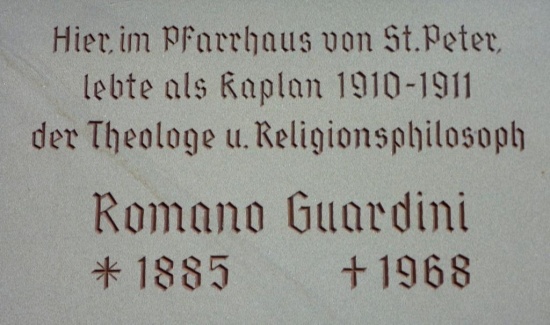 Hier, im Pfarrhaus von St. Peter,
lebte als Kaplan 1910-1911
der Theologe u. Religionsphilosoph
Romano Guardini
* 1885 † 1968